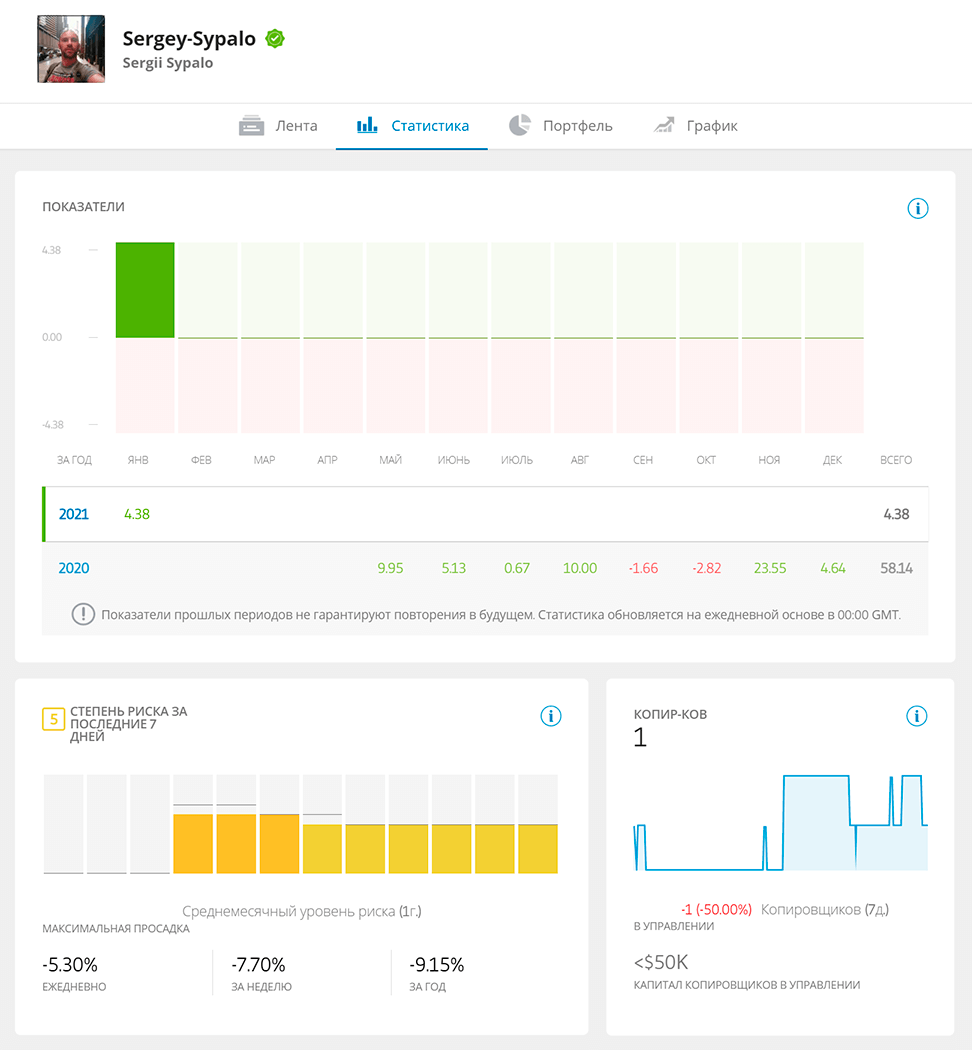 Sergey-Sypalo
Sergii Sypalo
Лента Статистика Портфель График
ПОКАЗАТЕЛИ
4.38
0.00
-4.38
ЗА ГОД ЯНВ ФЕВ МАР АПР МАЙ ИЮНЬ ИЮЛЬ АВГ СЕН ОКТ НОЯ ДЕК ВСЕГО
2021 4.38 4.38
2020 9.95 5.13 0.67 10.00 -1.66 -2.82 23.55 4.64 58.14
Показатели прошлых периодов не гарантируют повторения в будущем. Статистика обновляется на ежедневной основе в 00:00 GMT.
5 СТЕПЕНЬ РИСКА ЗА
ПОСЛЕДНИЕ 7
ДНЕЙ
Среднемесячный уровень риска (1г.)
МАКСИМАЛЬНАЯ ПРОСАДКА
-5.30% -7.70% -9.15%
ЕЖЕДНЕВНО ЗА НЕДЕЛЮ ЗА ГОД
КОПИР-КОВ
1
-1 (-50.00%) Копировщиков (7д.)
В УПРАВЛЕНИИ
<$50K
КАПИТАЛ КОПИРОВЩИКОВ В УПРАВЛЕНИИ